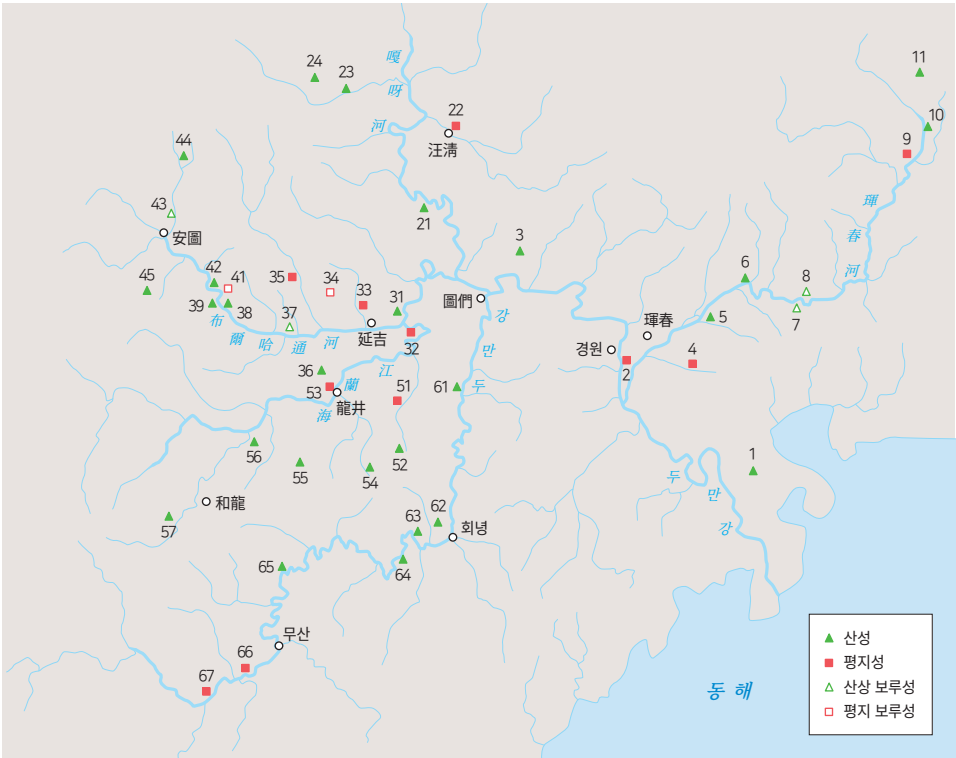 11
24
23
嘎
呀
河
22
汪淸
10
9
44
43
安圖
21
3
琿
春
河
45
42
41
39
38
35
34
33
31
37
布
爾
哈
通
河
延吉
32
圖們
6
8
7
5
琿春
경원
2
4
강
만
두
36
53
蘭
江
海
龍井
51
61
56
55
54
52
1
두
만
강
和龍
57
62
63
회녕
64
65
무산
66
67
동해
산성
평지성
산상 보루성
평지 보루성